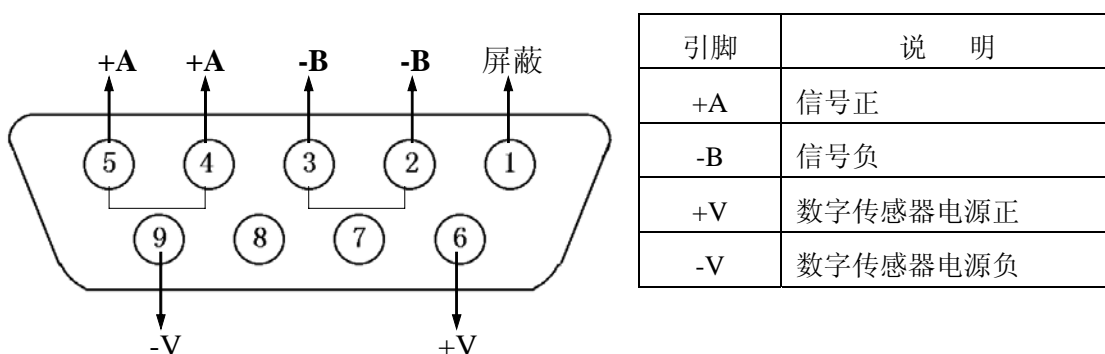 +A +A -B -B 屏蔽
5 4 3 2 1
9 8 7 6
-V +V
引脚 说 明
+A 信号正
-B 信号负
+V 数字传感器电源正
-V 数字传感器电源负